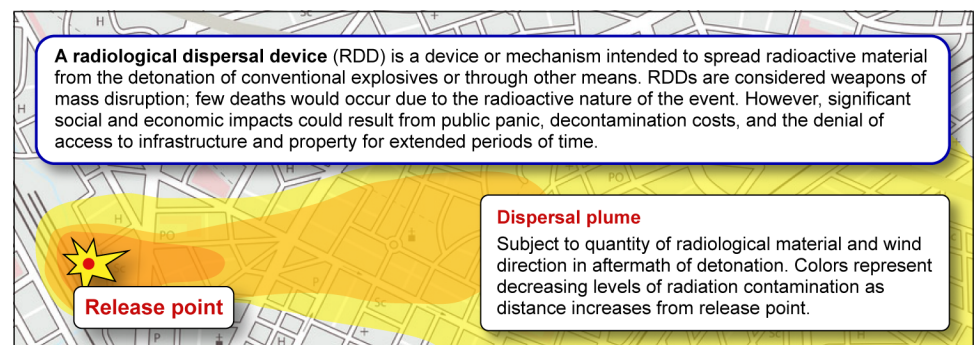 A radiological dispersal device (RDD) is a device or mechanism intended to spread radioactive material
from the detonation of conventional explosives or through other means. RDDs are considered weapons of
mass disruption; few deaths would occur due to the radioactive nature of the event. However, significant
social and economic impacts could result from public panic, decontamination costs, and the denial of
access to infrastructure and property for extended periods of time.
H
H
H
H
PO
POU
Dispersal plume
Subject to quantity of radiological material and wind
direction in aftermath of detonation. Colors represent
decreasing levels of radiation contamination as
distance increases from release point.
Release point
P
Sc
P
H